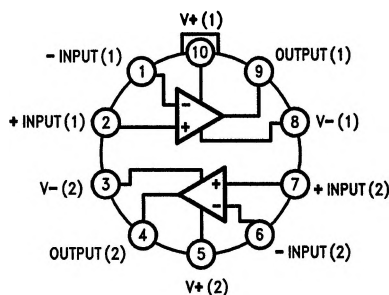 V+(1)
10
- INPUT(1)
OUTPUT(1)
1
9
+ INPUT(1)
2
-
+
8
V-(1)
V-(2)
3
+
-
7
+ INPUT(2)
OUTPUT(2)
4
5
6
- INPUT(2)
V+(2)